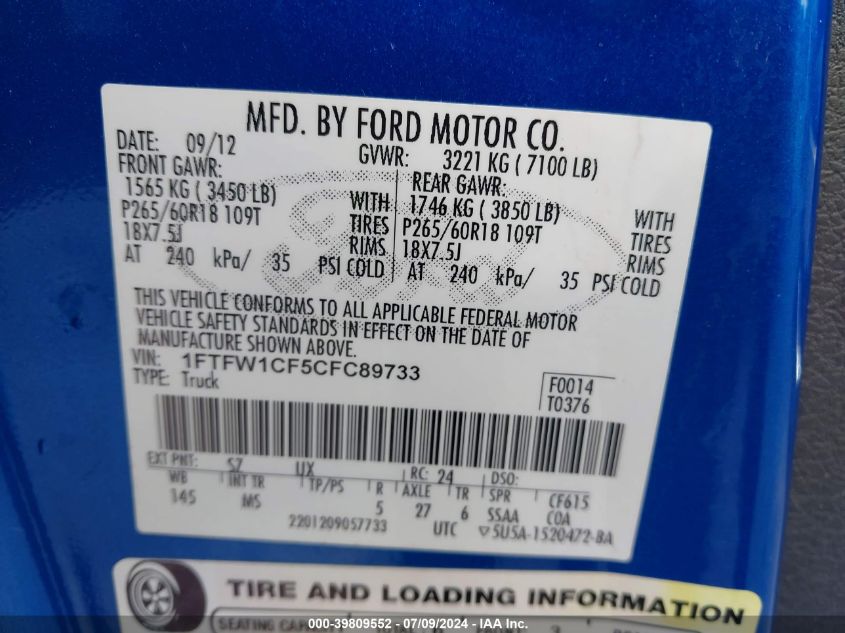 MFD. BY FORD MOTOR CO.
DATE: 09/12 GVWR: 3221 KG ( 7100 LB)
FRONT GAWR: REAR GAWR:
1565 KG ( 3450 LB) WITH 1746 KG ( 3850 LB) WITH
P265/60R18 109T TIRES P265/60R18 109T TIRES
18X7.5J RIMS 18X7.5J RIMS
AT 240 kPa/ 35 PSI COLD AT 240 kPa/ 35 PSI COLD
THIS VEHICLE CONFORMS TO ALL APPLICABLE FEDERAL MOTOR
VEHICLE SAFETY STANDARDS IN EFFECT ON THE DATE OF
MANUFACTURE SHOWN ABOVE.
VIN: 1FTFW1CF5CFC89733
TYPE: Truck
F0014
T0376
EXT PNT: SZ UX RC: 24 DSO:
WB INT TR TP/PS R AXLE TR SPR CF615
145 MS 5 27 6 SSAA COA
2201209057733 UTC ▽5U5A-1520472-BA
TIRE AND LOADING INFORMATION
SEATING CAPACITY
000-39809552 - 07/09/2024 - IAA Inc.